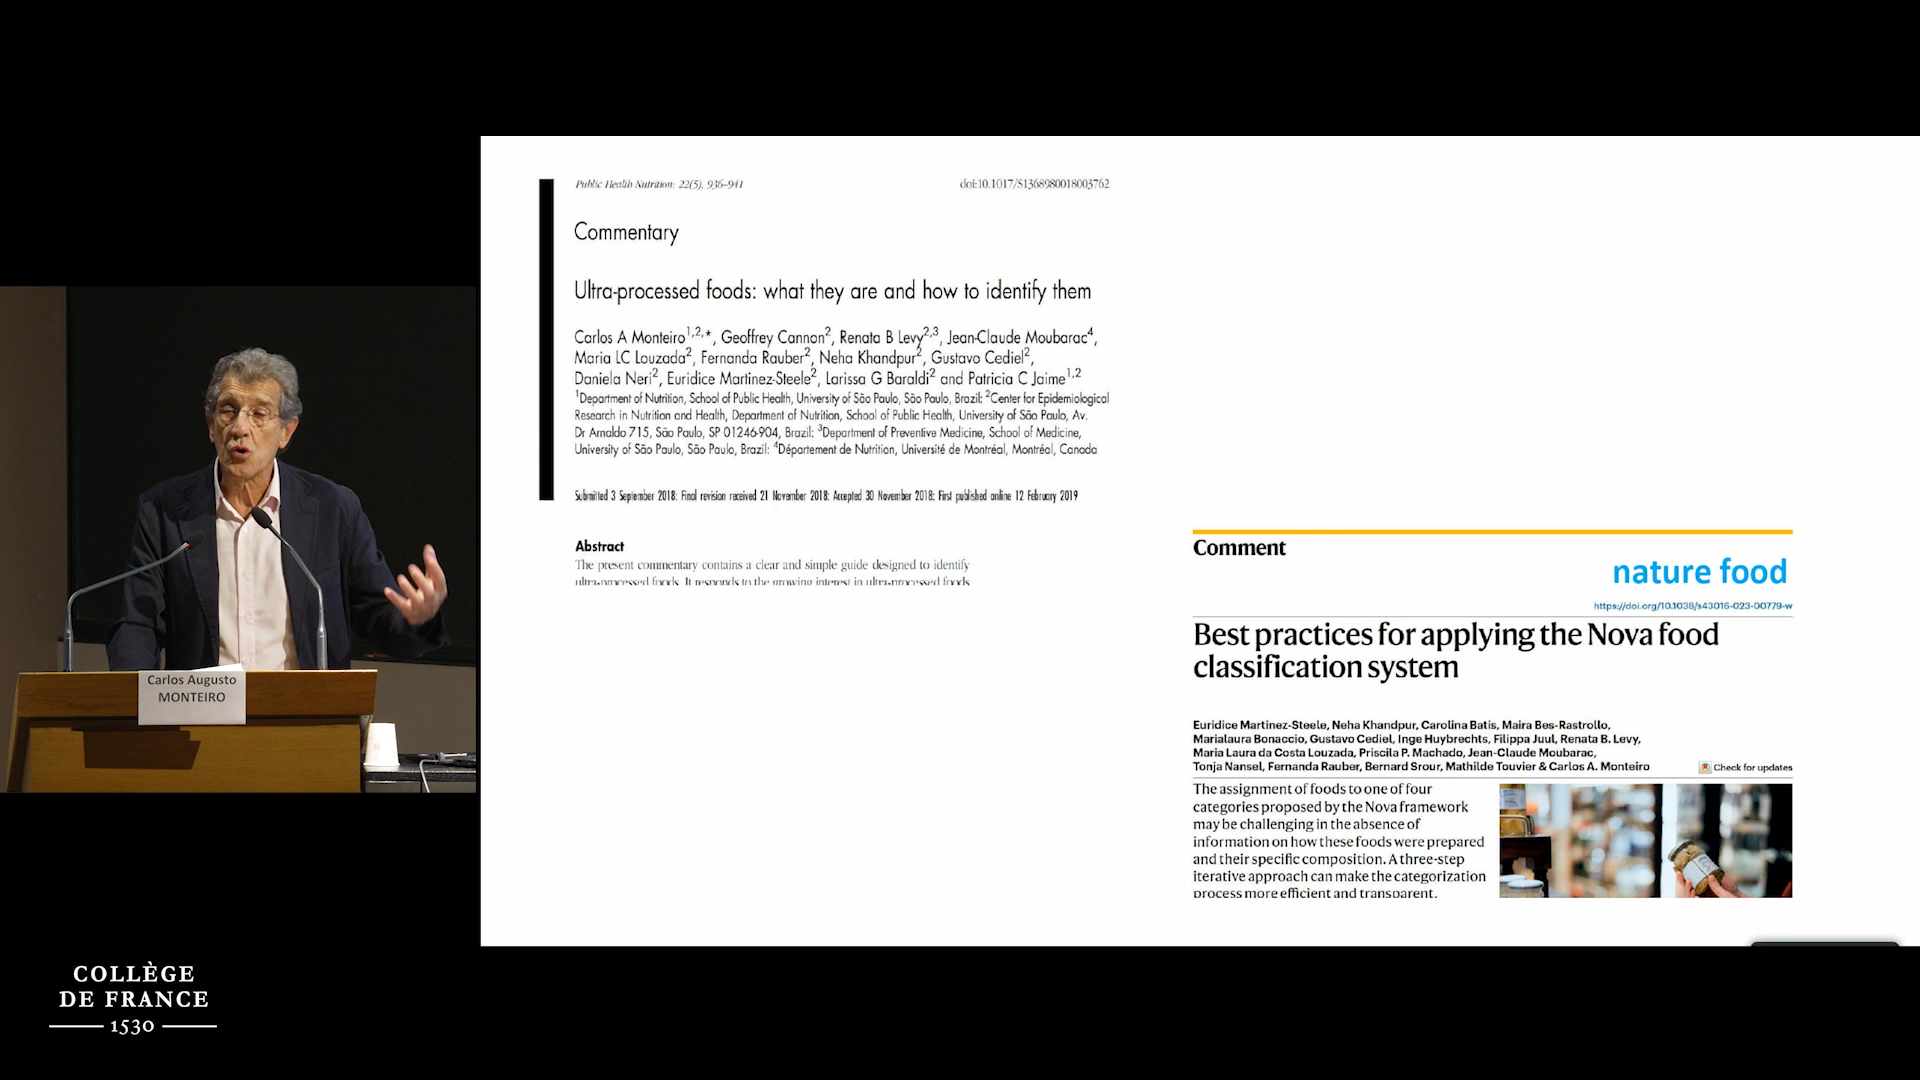 Public Health Nutrition: 22(5), 936–941
doi:10.1017/S1368980018003762
Commentary
Ultra-processed foods: what they are and how to identify them
Carlos A Monteiro1,2,*, Geoffrey Cannon2, Renata B Levy2,3, Jean-Claude Moubarac4,
Maria LC Louzada2, Fernanda Rauber2, Neha Khandpur2, Gustavo Cediel2,
Daniela Neri2, Euridice Martinez-Steele2, Larissa G Baraldi2 and Patricia C Jaime1,2
1Department of Nutrition, School of Public Health, University of São Paulo, São Paulo, Brazil: 2Center for Epidemiological
Research in Nutrition and Health, Department of Nutrition, School of Public Health, University of São Paulo, Av.
Dr Arnaldo 715, São Paulo, SP 01246-904, Brazil: 3Department of Preventive Medicine, School of Medicine,
University of São Paulo, São Paulo, Brazil: 4Département de Nutrition, Université de Montréal, Montréal, Canada
Submitted 3 September 2018: Final revision received 21 November 2018: Accepted 30 November 2018: First published online 12 February 2019
Abstract
The present commentary contains a clear and simple guide designed to identify
ultra-processed foods. It responds to the growing interest in ultra-processed foods
Comment
nature food
https://doi.org/10.1038/s43016-023-00779-w
Best practices for applying the Nova food
classification system
Euridice Martinez-Steele, Neha Khandpur, Carolina Batis, Maira Bes-Rastrollo,
Marialaura Bonaccio, Gustavo Cediel, Inge Huybrechts, Filippa Juul, Renata B. Levy,
Maria Laura da Costa Louzada, Priscila P. Machado, Jean-Claude Moubarac,
Tonja Nansel, Fernanda Rauber, Bernard Srour, Mathilde Touvier & Carlos A. Monteiro
Check for updates
The assignment of foods to one of four
categories proposed by the Nova framework
may be challenging in the absence of
information on how these foods were prepared
and their specific composition. A three-step
iterative approach can make the categorization
process more efficient and transparent.
Carlos Augusto
MONTEIRO
COLLÈGE
DE FRANCE
1530